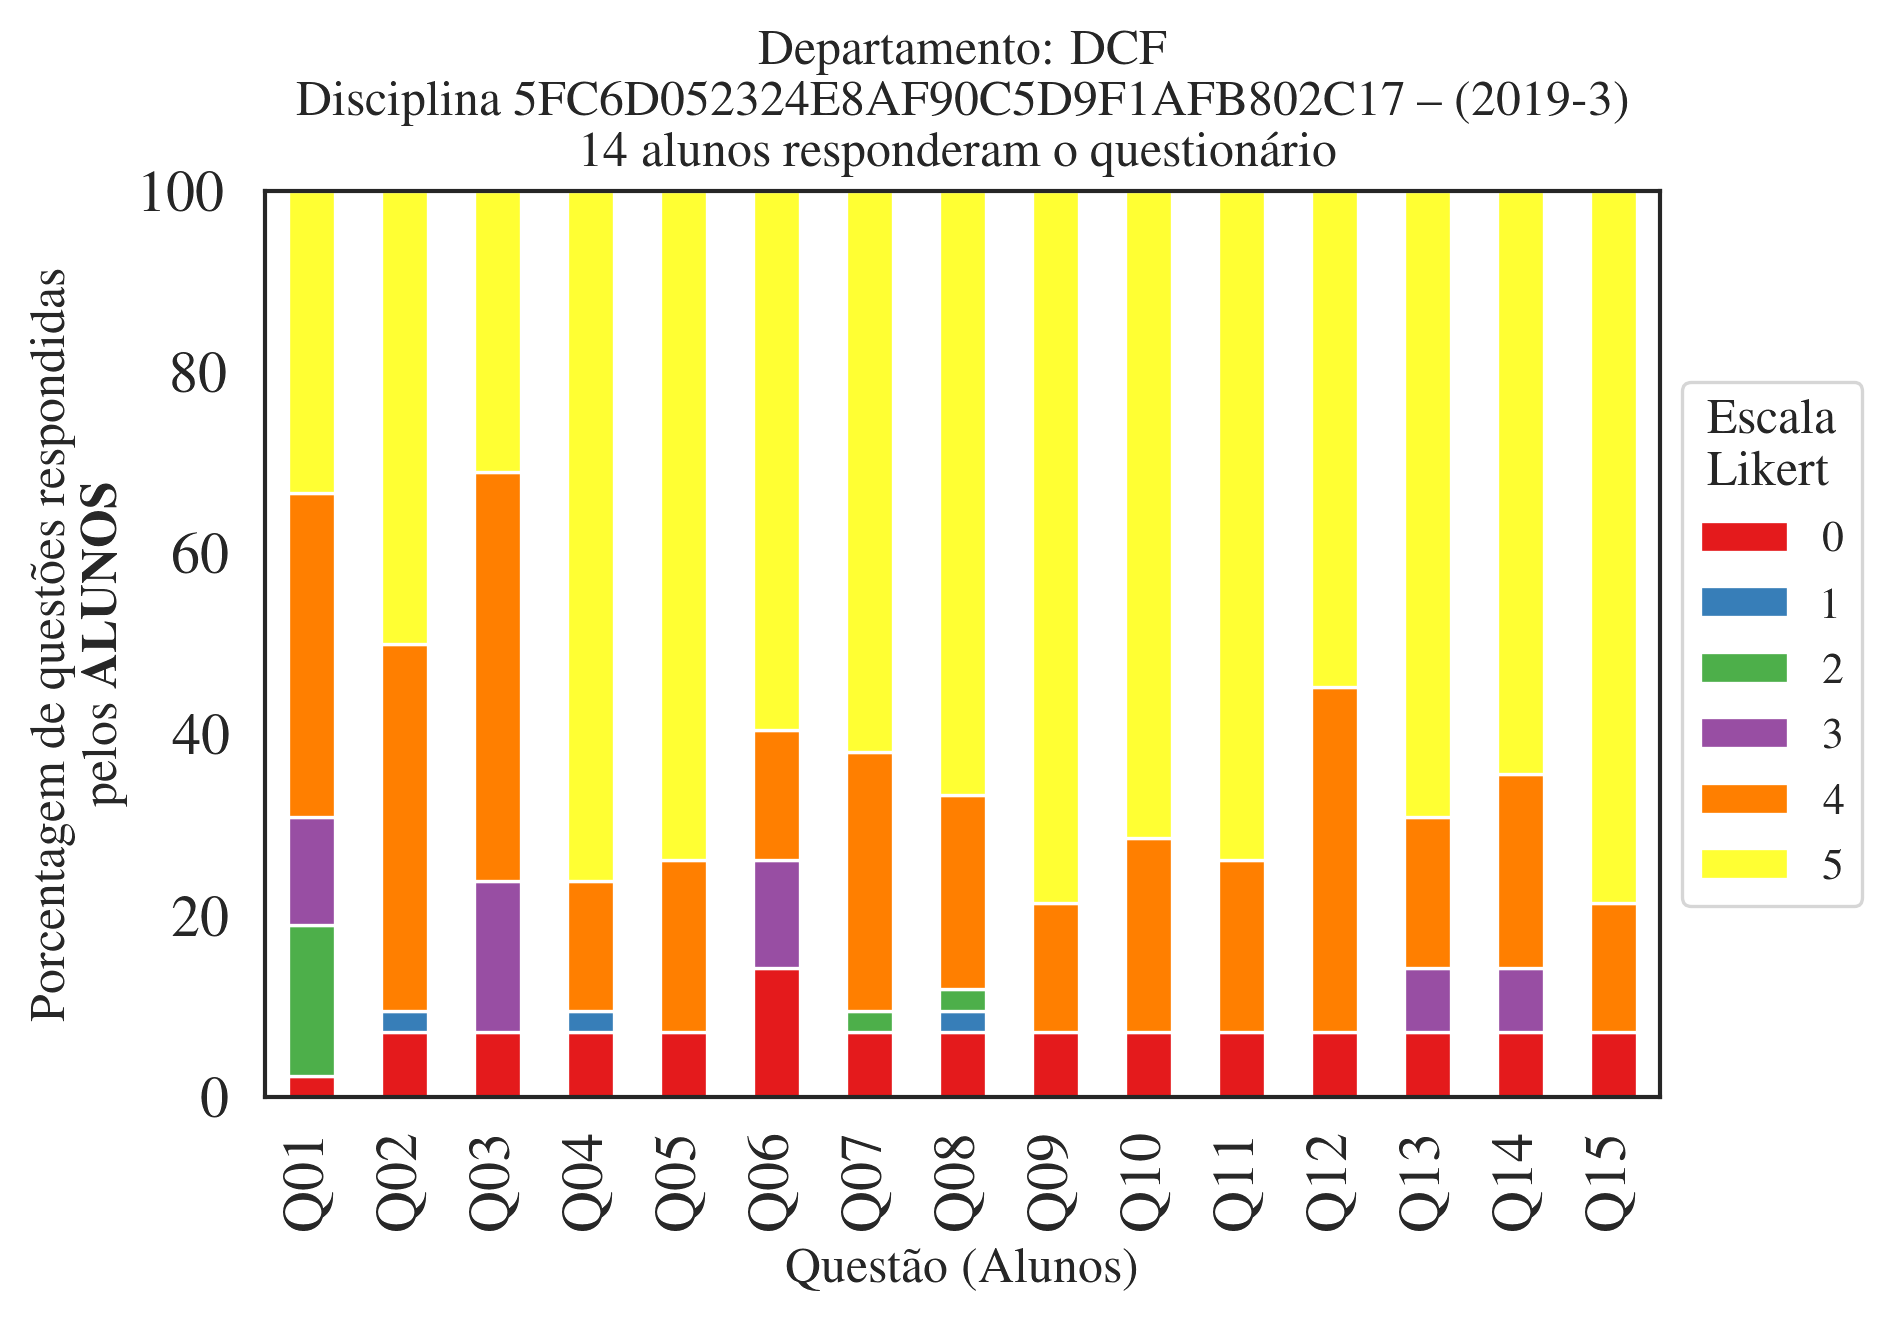 Departamento: DCF
Disciplina 5FC6D052324E8AF90C5D9F1AFB802C17 – (2019-3)
14 alunos responderam o questionário
Porcentagem de questões respondidas
pelos ALUNOS
100
80
60
40
20
0
Q01
Q02
Q03
Q04
Q05
Q06
Q07
Q08
Q09
Q10
Q11
Q12
Q13
Q14
Q15
Questão (Alunos)
Escala
Likert
0
1
2
3
4
5